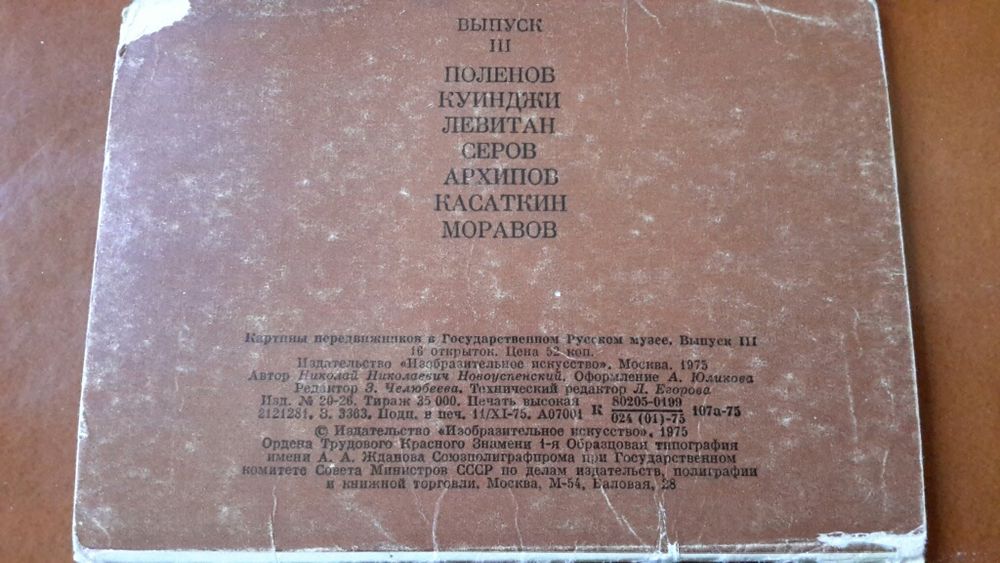 ВЫПУСК
III
ПОЛЕНОВ
КУИНДЖИ
ЛЕВИТАН
СЕРОВ
АРХИПОВ
КАСАТКИН
МОРАВОВ
Картины передвижников в Государственном Русском музее. Выпуск III
16 открыток. Цена 52 коп.
Издательство «Изобразительное искусство». Москва. 1975
Автор Николай Николаевич Новоуспенский. Оформление А. Юликова
Редактор З. Челюбеева. Технический редактор Л. Егорова
Изд. № 20-26. Тираж 35 000. Печать высокая
2121281. З. 3363. Подп. в печ. 11/XI-75. А07001
К 80205-0199 107а-75
024 (01)-75
© Издательство «Изобразительное искусство», 1975
Ордена Трудового Красного Знамени 1-я Образцовая типография
имени А. А. Жданова Союзполиграфпрома при Государственном
комитете Совета Министров СССР по делам издательств, полиграфии
и книжной торговли. Москва, М-54, Валовая, 28